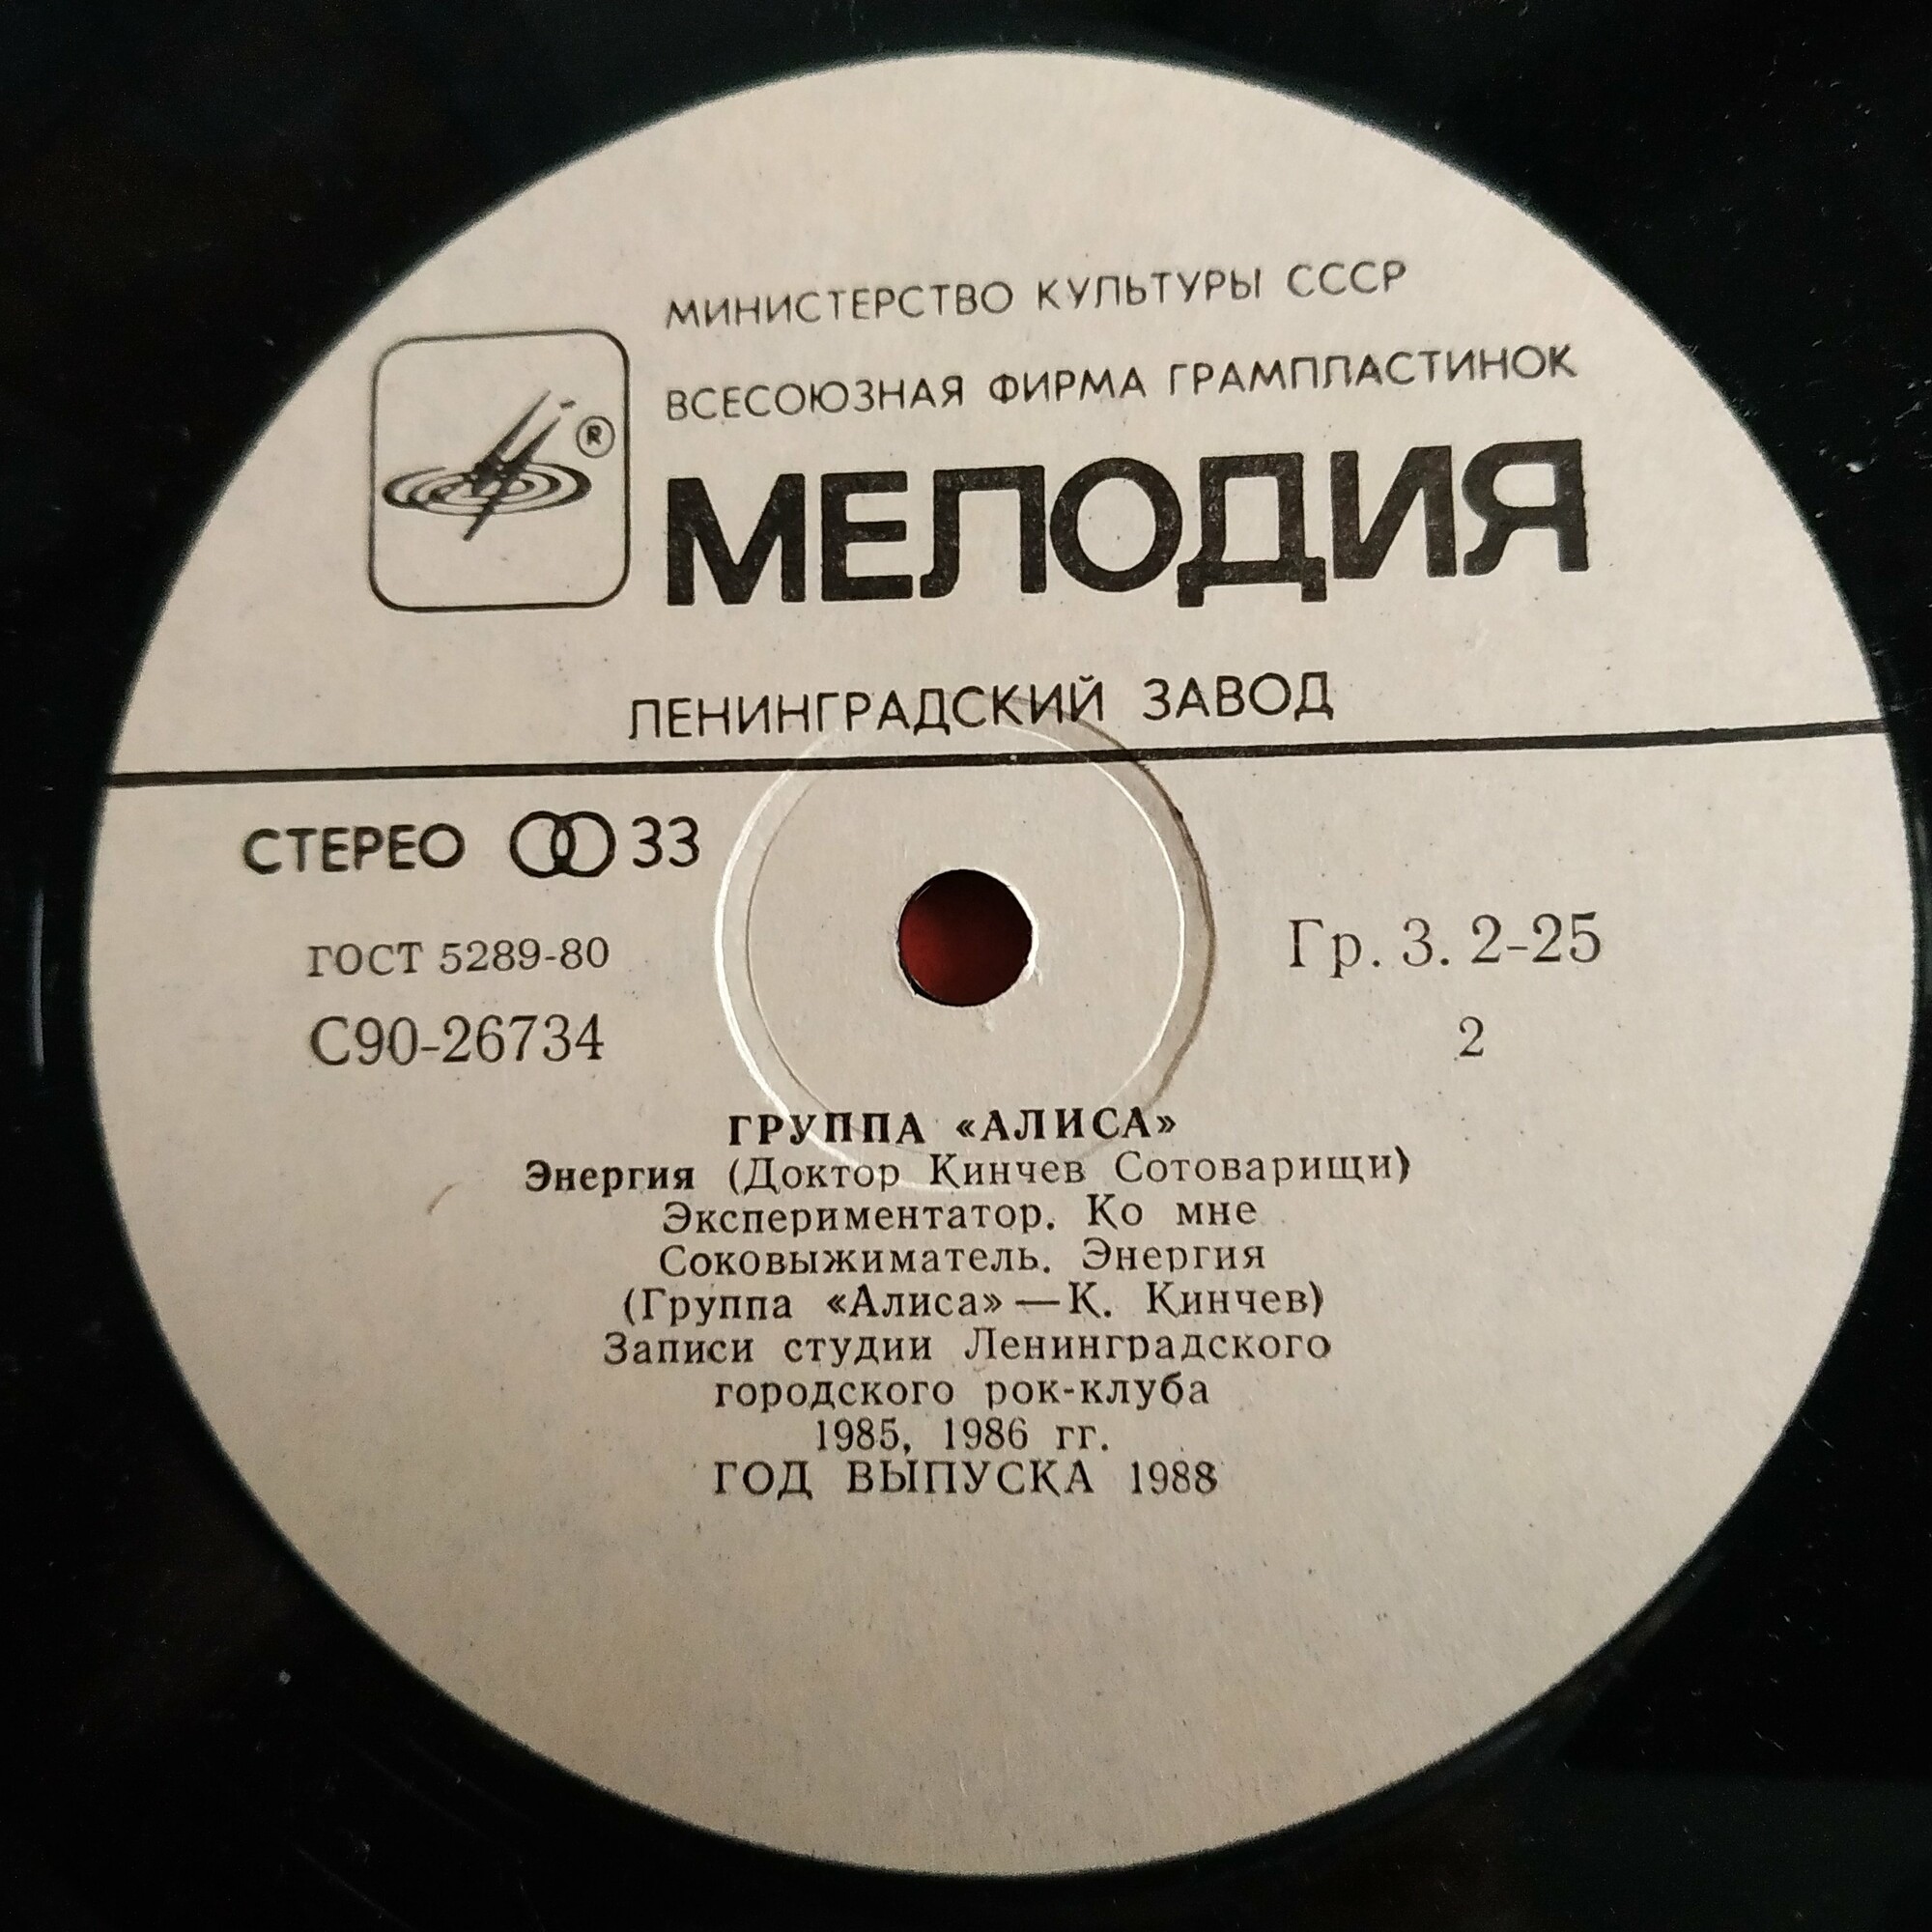 МИНИСТЕРСТВО КУЛЬТУРЫ СССР
ВСЕСОЮЗНАЯ ФИРМА ГРАМПЛАСТИНОК
®
МЕЛОДИЯ
ЛЕНИНГРАДСКИЙ ЗАВОД
СТЕРЕО 33
ГОСТ 5289-80
Гр. 3. 2-25
С90-26734
2
ГРУППА «АЛИСА»
Энергия (Доктор Кинчев Сотоварищи)
Экспериментатор. Ко мне
Соковыжиматель. Энергия
(Группа «Алиса» — К. Кинчев)
Записи студии Ленинградского
городского рок-клуба
1985, 1986 гг.
ГОД ВЫПУСКА 1988